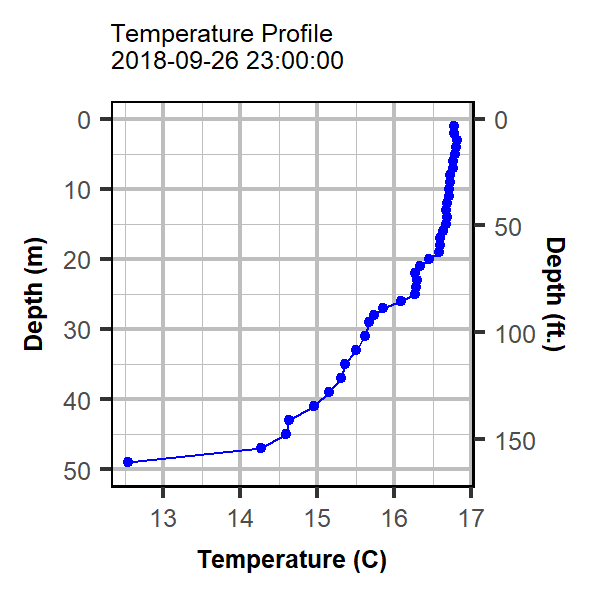 Temperature Profile
2018-09-26 23:00:00
0
10
20
30
40
50
Depth (m)
0
50
100
150
Depth (ft.)
13 14 15 16 17
Temperature (C)